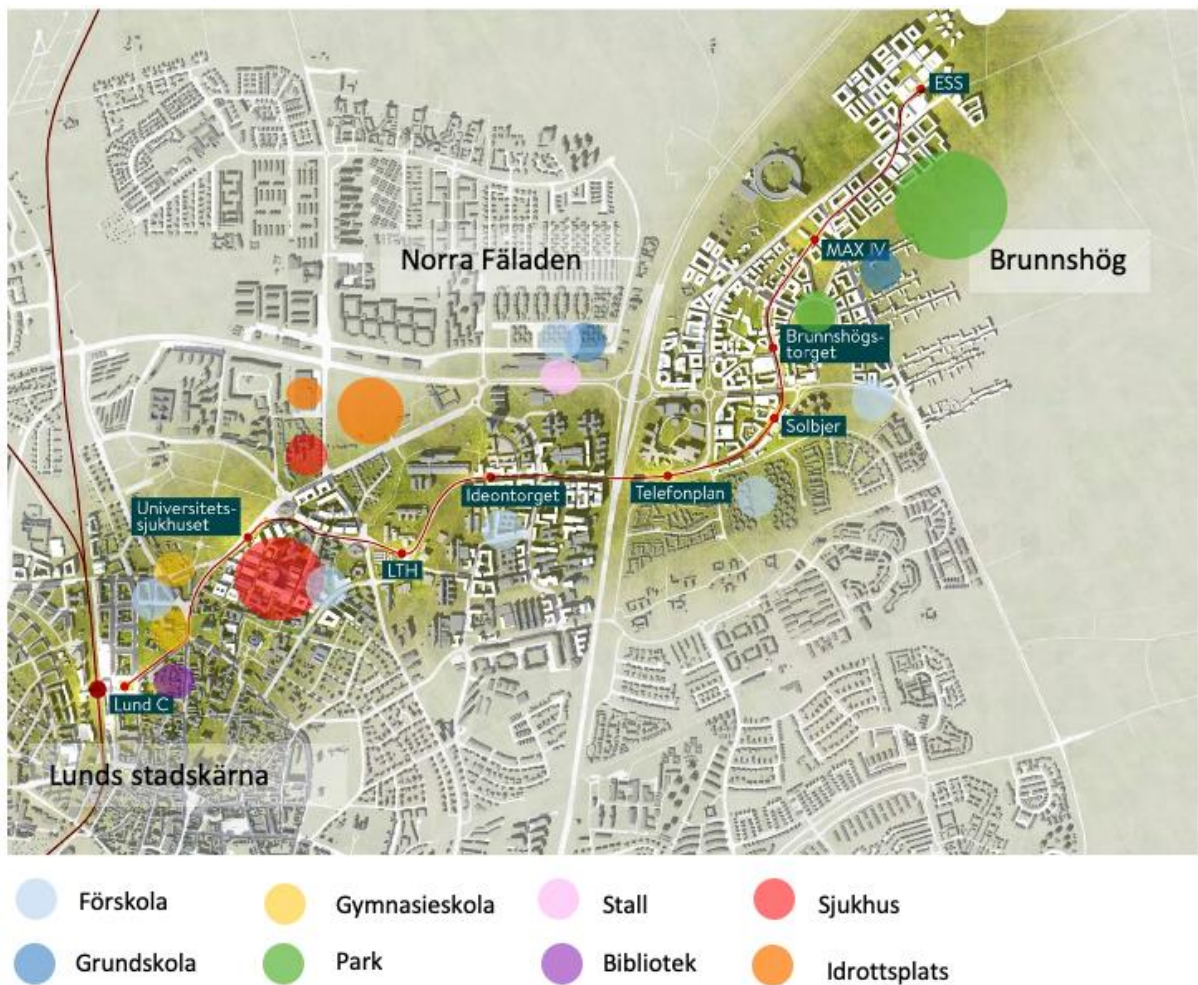 ESS
Norra Fäladen
MAX IV
Brunnshög
Brunnshögs-
torget
Solbjer
Universitets-
sjukhuset
Ideontorget
Telefonplan
LTH
Lund C
Lunds stadskärna
Förskola
Gymnasieskola
Stall
Sjukhus
Grundskola
Park
Bibliotek
Idrottsplats